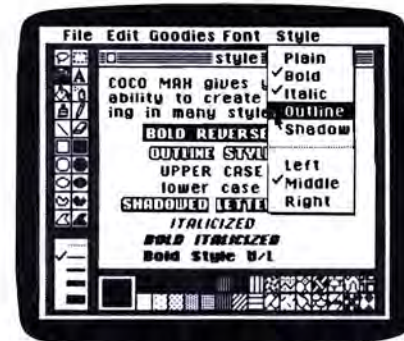 File Edit Goodies Font Style
style
COCO MAX gives y
ability to create
ing in many style
BOLD REVERSE
OUTLINE STYL
UPPER CASE
lower case
SHADOWED LETTE
ITALICIZED
BOLD ITALICIZED
Bold Style U/L
Plain
✓Bold
✓Italic
Outline
✓Shadow
Left
✓Middle
Right
A